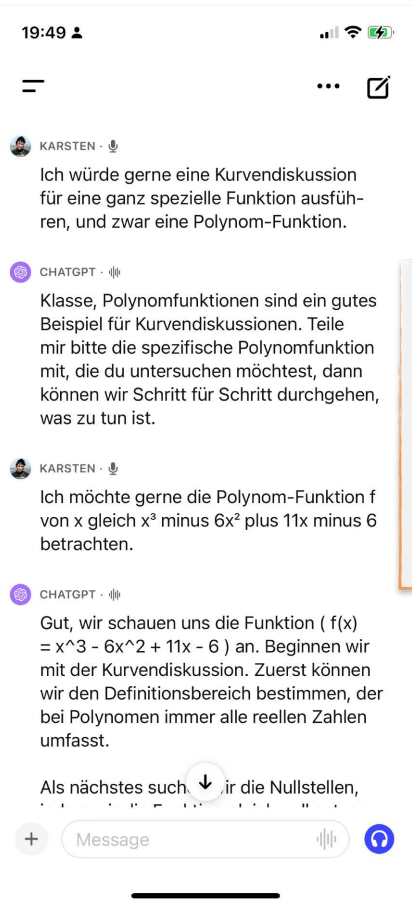 19:49
KARSTEN ·
Ich würde gerne eine Kurvendiskussion
für eine ganz spezielle Funktion ausfüh-
ren, und zwar eine Polynom-Funktion.
CHATGPT ·
Klasse, Polynomfunktionen sind ein gutes
Beispiel für Kurvendiskussionen. Teile
mir bitte die spezifische Polynomfunktion
mit, die du untersuchen möchtest, dann
können wir Schritt für Schritt durchgehen,
was zu tun ist.
KARSTEN ·
Ich möchte gerne die Polynom-Funktion f
von x gleich x³ minus 6x² plus 11x minus 6
betrachten.
CHATGPT ·
Gut, wir schauen uns die Funktion ( f(x)
= x^3 - 6x^2 + 11x - 6 ) an. Beginnen wir
mit der Kurvendiskussion. Zuerst können
wir den Definitionsbereich bestimmen, der
bei Polynomen immer alle reellen Zahlen
umfasst.
Als nächstes such ir die Nullstellen,
Message